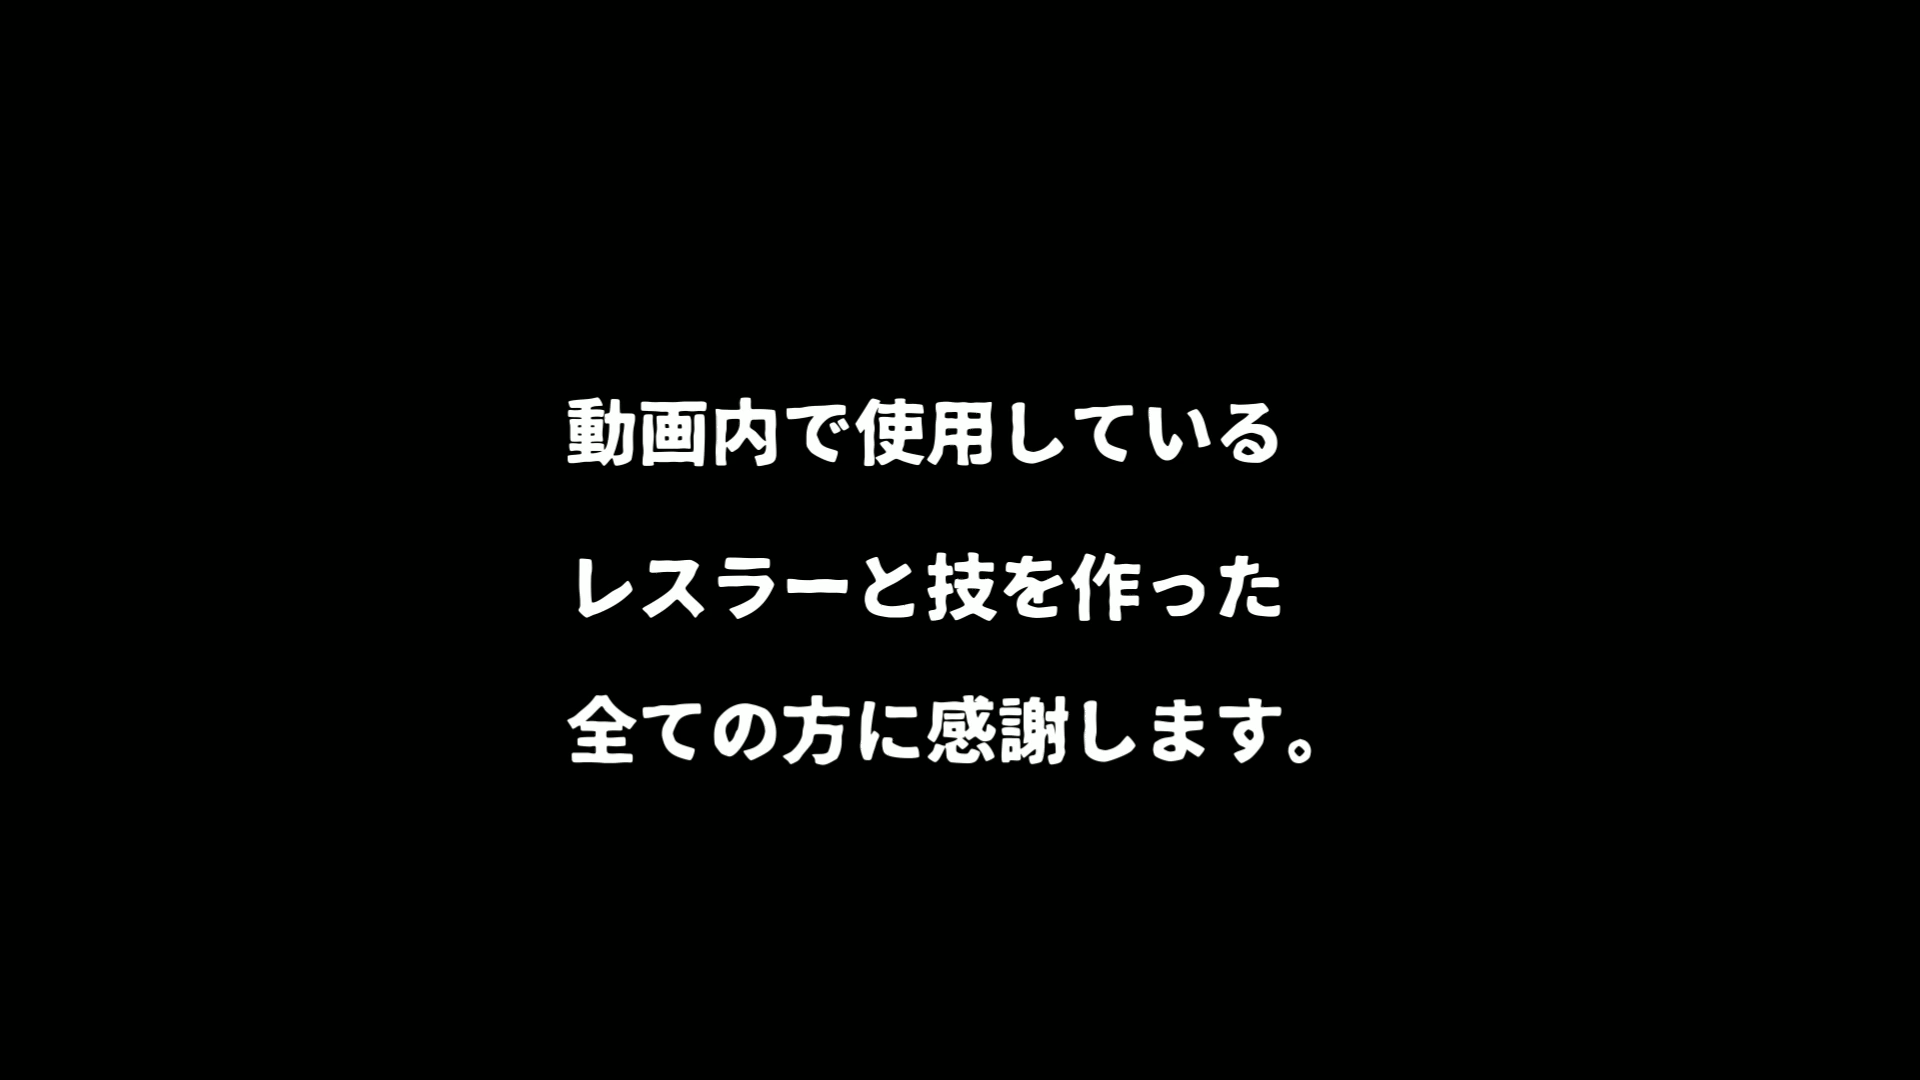 動画内で使用している
レスラーと技を作った
全ての方に感謝します。